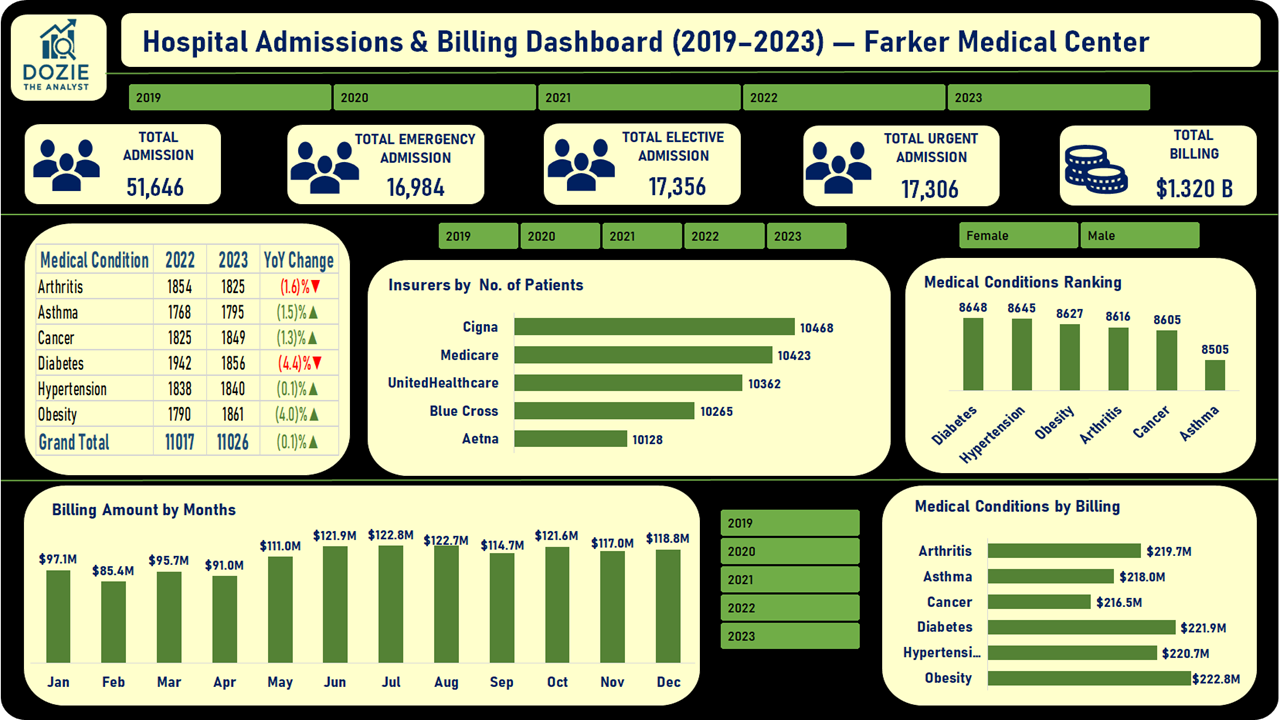 DOZIE
THE ANALYST
Hospital Admissions & Billing Dashboard (2019–2023) — Farker Medical Center
2019 2020 2021 2022 2023
TOTAL
ADMISSION
51,646
TOTAL EMERGENCY
ADMISSION
16,984
TOTAL ELECTIVE
ADMISSION
17,356
TOTAL URGENT
ADMISSION
17,306
TOTAL
BILLING
$1.320 B
Medical Condition 2022 2023 YoY Change
Arthritis 1854 1825 (1.6)%▼
Asthma 1768 1795 (1.5)%▲
Cancer 1825 1849 (1.3)%▲
Diabetes 1942 1856 (4.4)%▼
Hypertension 1838 1840 (0.1)%▲
Obesity 1790 1861 (4.0)%▲
Grand Total 11017 11026 (0.1)%▲
2019 2020 2021 2022 2023
Insurers by No. of Patients
Cigna 10468
Medicare 10423
UnitedHealthcare 10362
Blue Cross 10265
Aetna 10128
Female Male
Medical Conditions Ranking
8648 8645 8627 8616 8605 8505
Diabetes Hypertension Obesity Arthritis Cancer Asthma
Billing Amount by Months
$97.1M $85.4M $95.7M $91.0M $111.0M $121.9M $122.8M $122.7M $114.7M $121.6M $117.0M $118.8M
Jan Feb Mar Apr May Jun Jul Aug Sep Oct Nov Dec
2019
2020
2021
2022
2023
Medical Conditions by Billing
Arthritis $219.7M
Asthma $218.0M
Cancer $216.5M
Diabetes $221.9M
Hypertensi... $220.7M
Obesity $222.8M